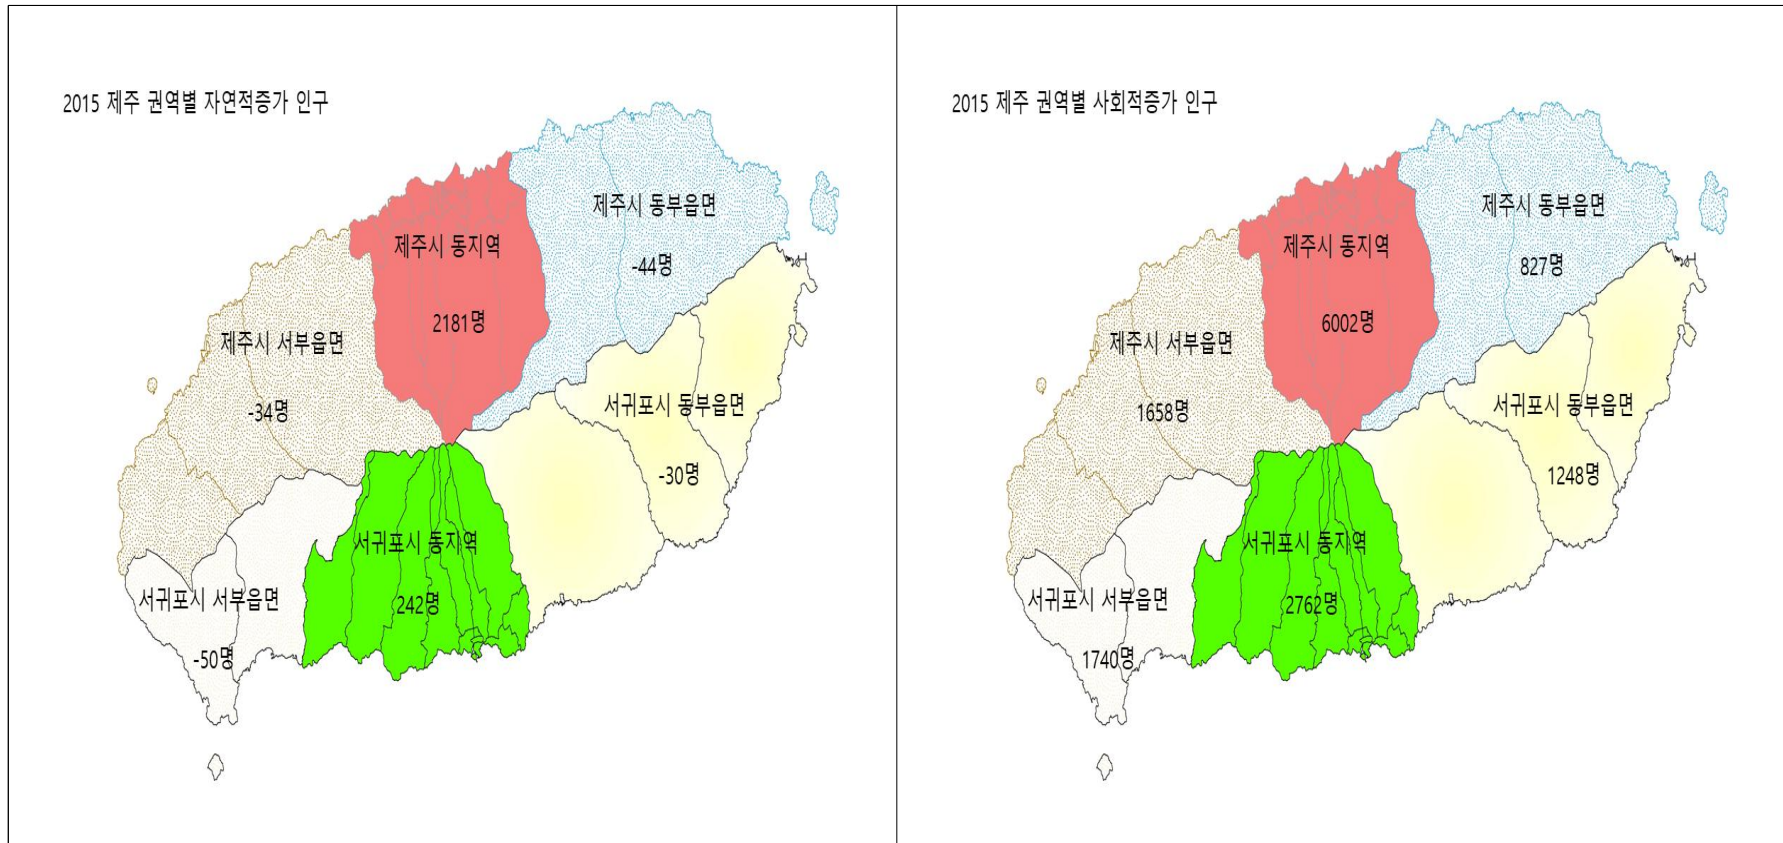 2015 제주 권역별 자연적증가 인구
제주시 동부읍면
-44명
제주시 동지역
2181명
제주시 서부읍면
-34명
서귀포시 동부읍면
-30명
서귀포시 동지역
242명
서귀포시 서부읍면
-50명
2015 제주 권역별 사회적증가 인구
제주시 동부읍면
827명
제주시 동지역
6002명
제주시 서부읍면
1658명
서귀포시 동부읍면
1248명
서귀포시 동지역
2762명
서귀포시 서부읍면
1740명